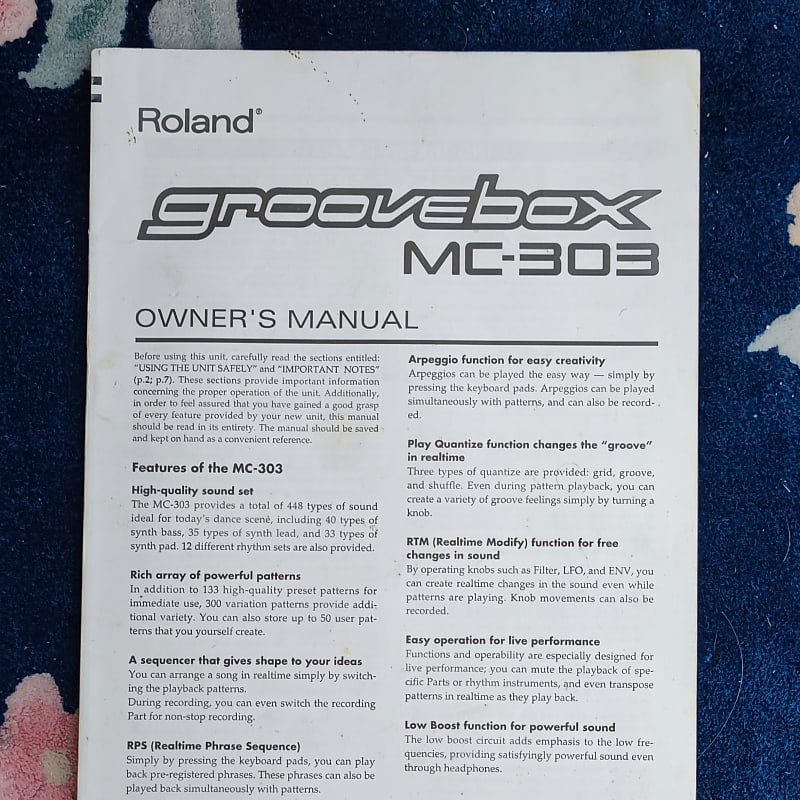 Roland®
groovebox
MC-303
OWNER'S MANUAL
Before using this unit, carefully read the sections entitled:
"USING THE UNIT SAFELY" and "IMPORTANT NOTES"
(p.2; p.7). These sections provide important information
concerning the proper operation of the unit. Additionally,
in order to feel assured that you have gained a good grasp
of every feature provided by your new unit, this manual
should be read in its entirety. The manual should be saved
and kept on hand as a convenient reference.
Features of the MC-303
High-quality sound set
The MC-303 provides a total of 448 types of sound
ideal for today's dance scene, including 40 types of
synth bass, 35 types of synth lead, and 33 types of
synth pad. 12 different rhythm sets are also provided.
Rich array of powerful patterns
In addition to 133 high-quality preset patterns for
immediate use, 300 variation patterns provide addi-
tional variety. You can also store up to 50 user pat-
terns that you yourself create.
A sequencer that gives shape to your ideas
You can arrange a song in realtime simply by switch-
ing the playback patterns.
During recording, you can even switch the recording
Part for non-stop recording.
RPS (Realtime Phrase Sequence)
Simply by pressing the keyboard pads, you can play
back pre-registered phrases. These phrases can also be
played back simultaneously with patterns.
Arpeggio function for easy creativity
Arpeggios can be played the easy way — simply by
pressing the keyboard pads. Arpeggios can be played
simultaneously with patterns, and can also be record-
ed.
Play Quantize function changes the "groove"
in realtime
Three types of quantize are provided: grid, groove,
and shuffle. Even during pattern playback, you can
create a variety of groove feelings simply by turning a
knob.
RTM (Realtime Modify) function for free
changes in sound
By operating knobs such as Filter, LFO, and ENV, you
can create realtime changes in the sound even while
patterns are playing. Knob movements can also be
recorded.
Easy operation for live performance
Functions and operability are especially designed for
live performance; you can mute the playback of spe-
cific Parts or rhythm instruments, and even transpose
patterns in realtime as they play back.
Low Boost function for powerful sound
The low boost circuit adds emphasis to the low fre-
quencies, providing satisfyingly powerful sound even
through headphones.